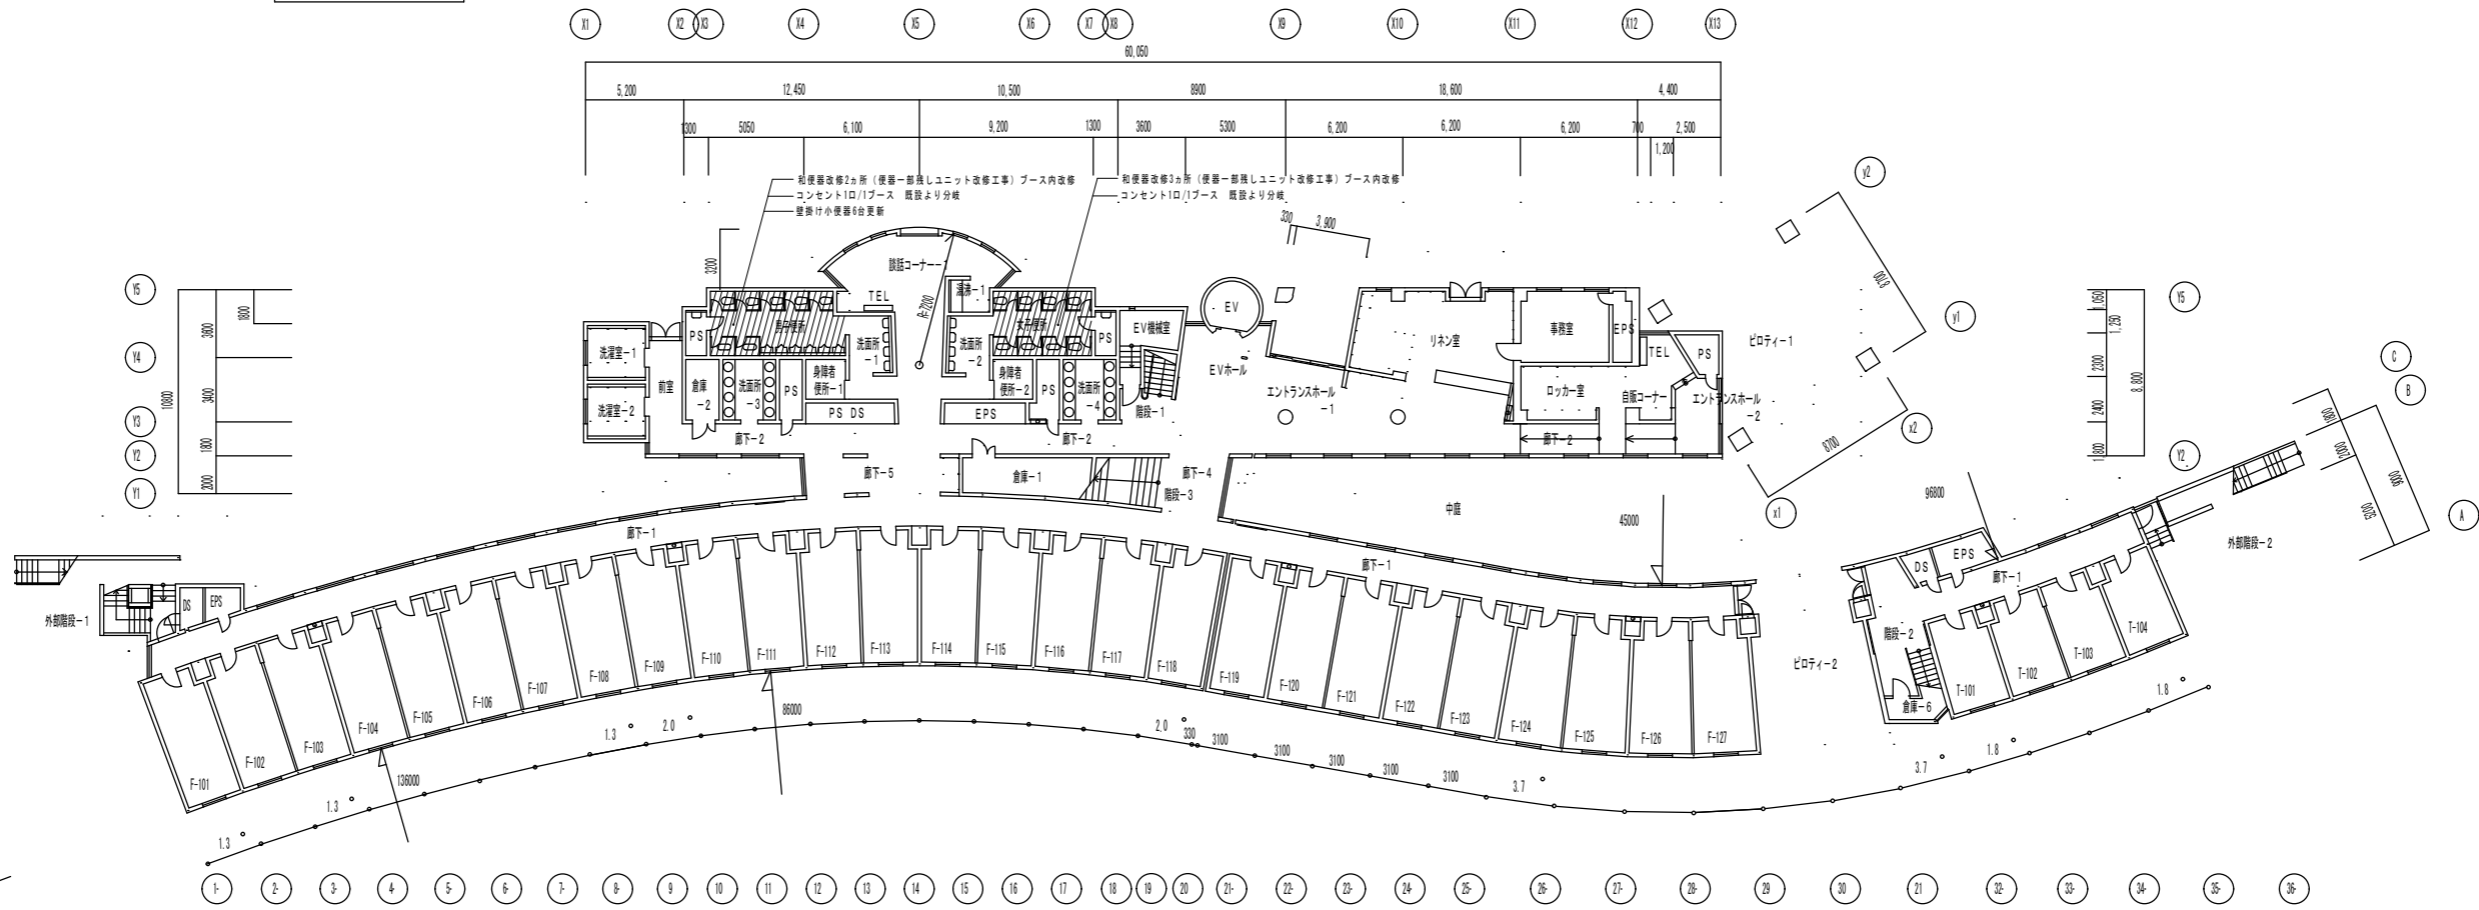 X1 X2 X3 X4 X5 X6 X7 X8 X9 X10 X11 X12 X13
60,050
5,200 12,450 10,500 8900 18,600 4,400
1300 5050 6,100 9,200 1300 3600 5300 6,200 6,200 6,200 700 2,500
1,200
和便器改修2ヵ所（便器一部残しユニット改修工事）ブース内改修
コンセント1口/1ブース 既設より分岐
壁掛け小便器6台更新
和便器改修3ヵ所（便器一部残しユニット改修工事）ブース内改修
コンセント1口/1ブース 既設より分岐
y2
330 3,900
3200
談話コーナー-1
8700
Y5 1800 TEL 湯沸-1 EV 1,050 Y5
R-7200
y1
3600 PS 男子便所 女子便所 PS EV機械室 事務室 EPS 1,250
洗面所-1 洗面所-2 リネン室 TEL PS ピロティ-1
Y4 洗濯室-1 C
前室 倉庫-2 洗面所-3 PS 身障者便所-1 身障者便所-2 PS 洗面所-4 EVホール 2300 8,800
10800 3400 洗濯室-2 エントランスホール-1 ロッカー室 自販コーナー エントランスホール-2 B
PS DS EPS 階段-1 2400
Y3 x2 1800
1800 廊下-2 廊下-2 廊下-2 8700
Y2 1,800 Y2 2000 9000
2000 廊下-5 倉庫-1 廊下-4
Y1 階段-3 96800 5200
中庭 45000 x1 A
廊下-1 外部階段-2
EPS
廊下-1 DS 廊下-1
DS EPS
外部階段-1
階段-2
ピロティ-2
F-101 F-102 F-103 F-104 F-105 F-106 F-107 F-108 F-109 F-110 F-111 F-112 F-113 F-114 F-115 F-116 F-117 F-118 F-119 F-120 F-121 F-122 F-123 F-124 F-125 F-126 F-127 T-101 T-102 T-103 T-104
倉庫-6
1.3 1.3 136000 1.3 2.0 86000 2.0 330 3100 3100 3100 3100 3100 3.7 3.7 1.8 1.8
1- 2- 3- 4- 5- 6- 7- 8- 9 10 11 12 13 14 15 16 17 18 19 20 21- 22- 23- 24- 25- 26- 27- 28- 29 30 21 32- 33- 34- 35- 36-